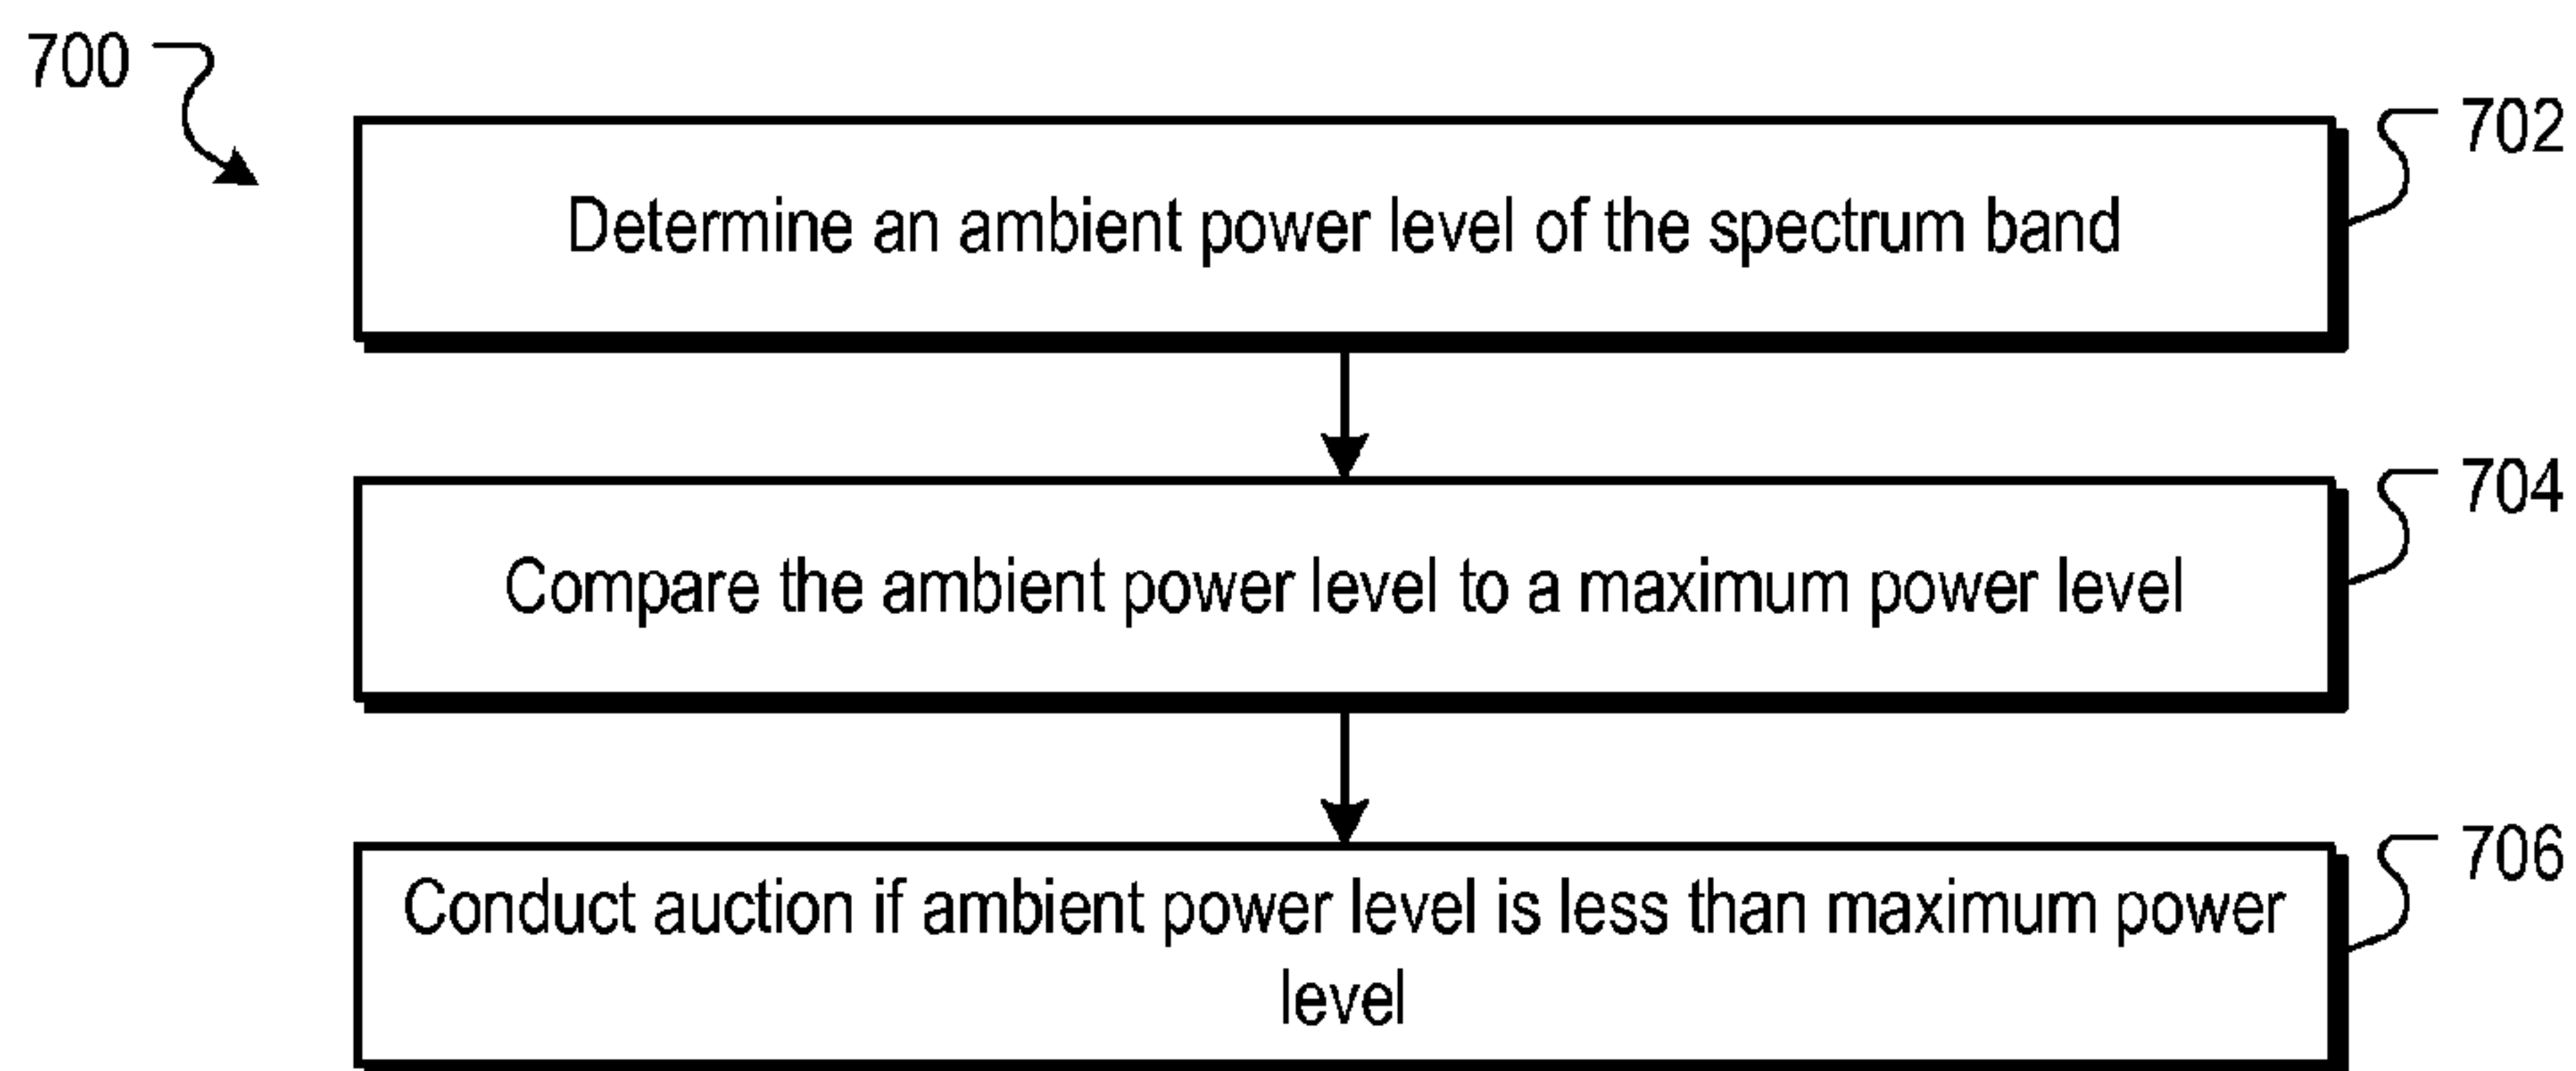 700
702
Determine an ambient power level of the spectrum band
704
Compare the ambient power level to a maximum power level
706
Conduct auction if ambient power level is less than maximum power
level